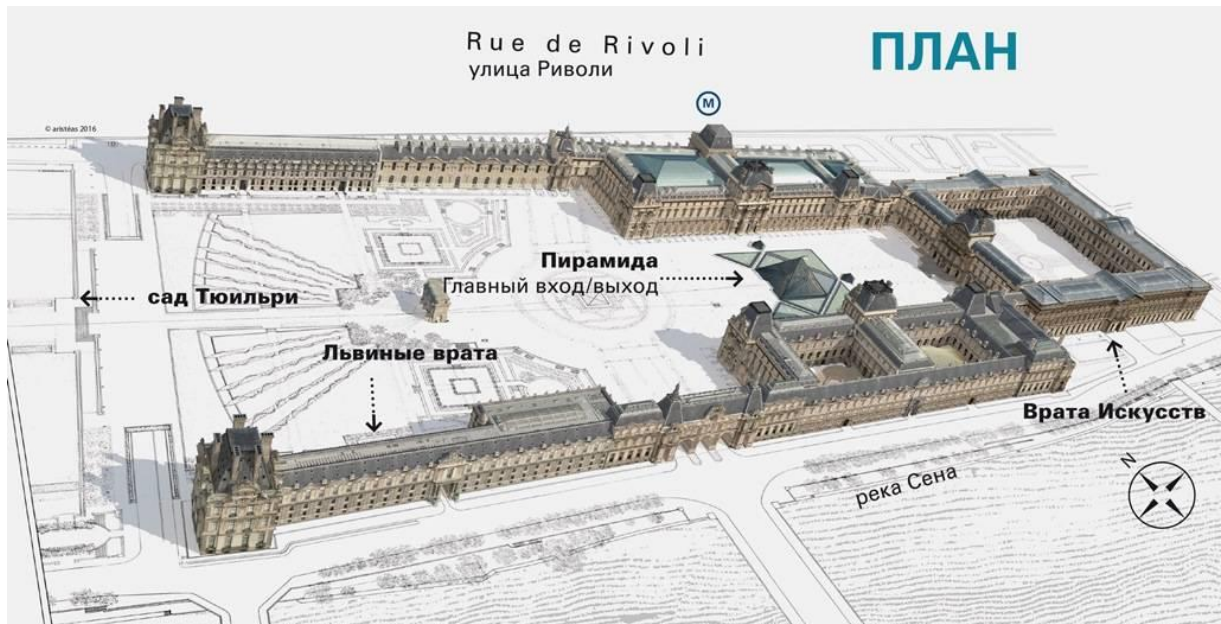 Rue de Rivoli
улица Риволи
ПЛАН
M
© aristéas 2016
Пирамида
Главный вход/выход
сад Тюильри
Львиные врата
Врата Искусств
река Сена
N